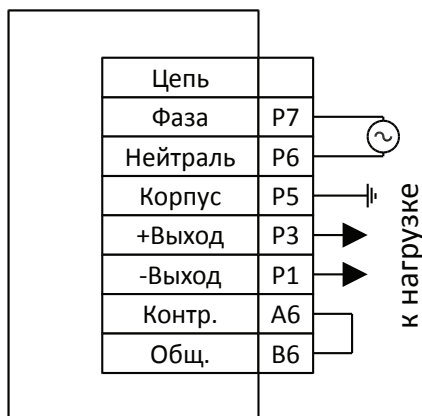 Цепь
Фаза P7
Нейтраль P6
Корпус P5
+Выход P3
-Выход P1
Контр. A6
Общ. B6
к нагрузке